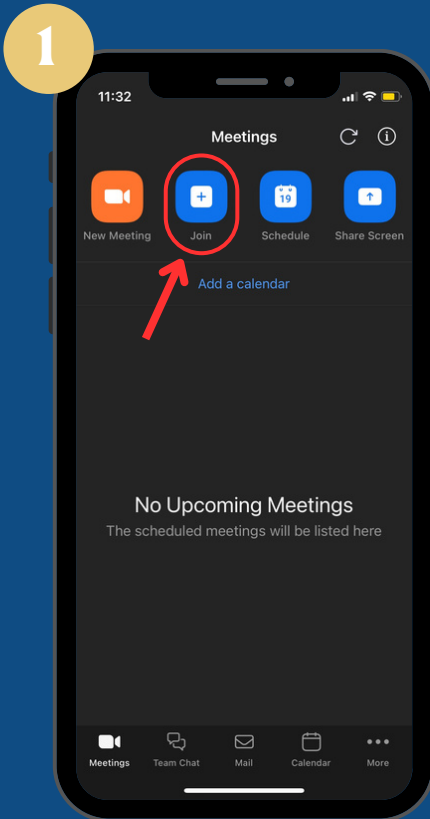 1
11:32
Meetings
19
New Meeting Join Schedule Share Screen
Add a calendar
No Upcoming Meetings
The scheduled meetings will be listed here
Meetings Team Chat Mail Calendar More